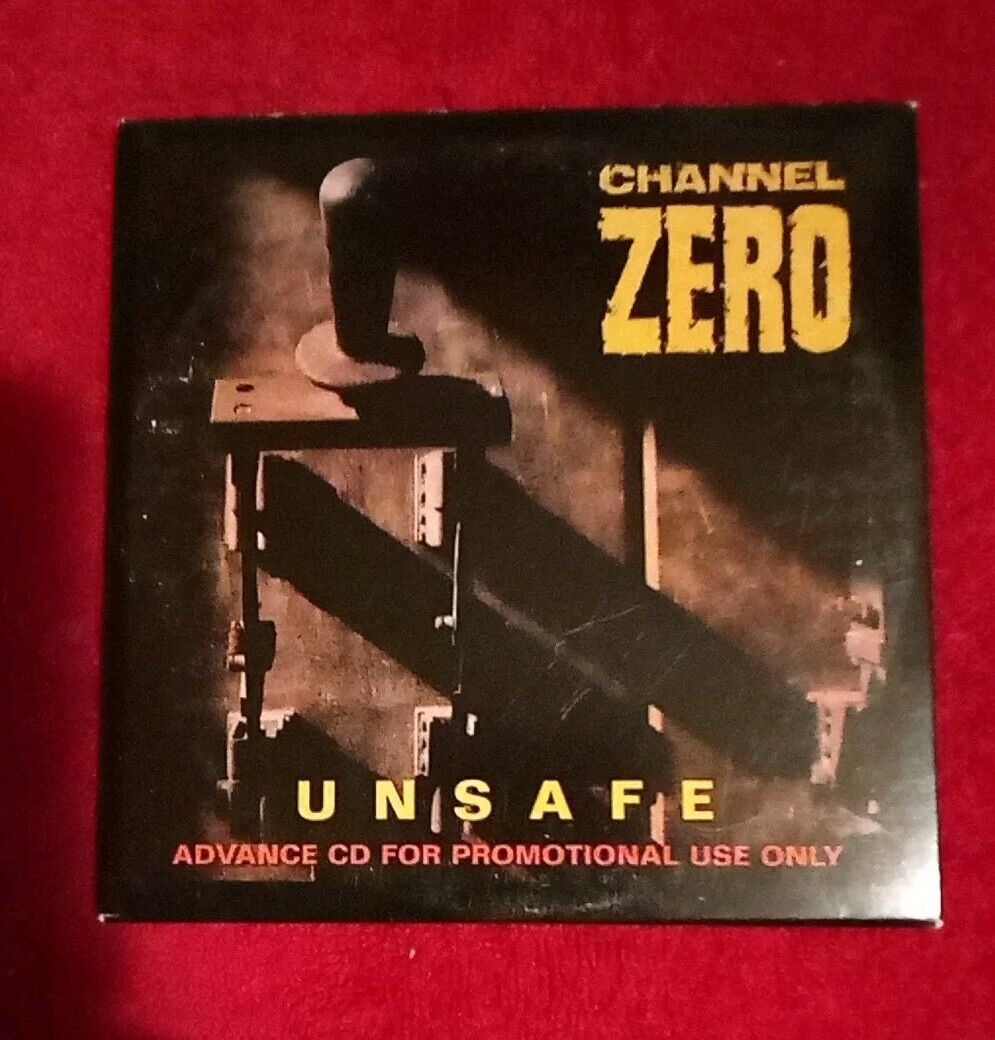 CHANNEL
ZERO
UNSAFE
ADVANCE CD FOR PROMOTIONAL USE ONLY